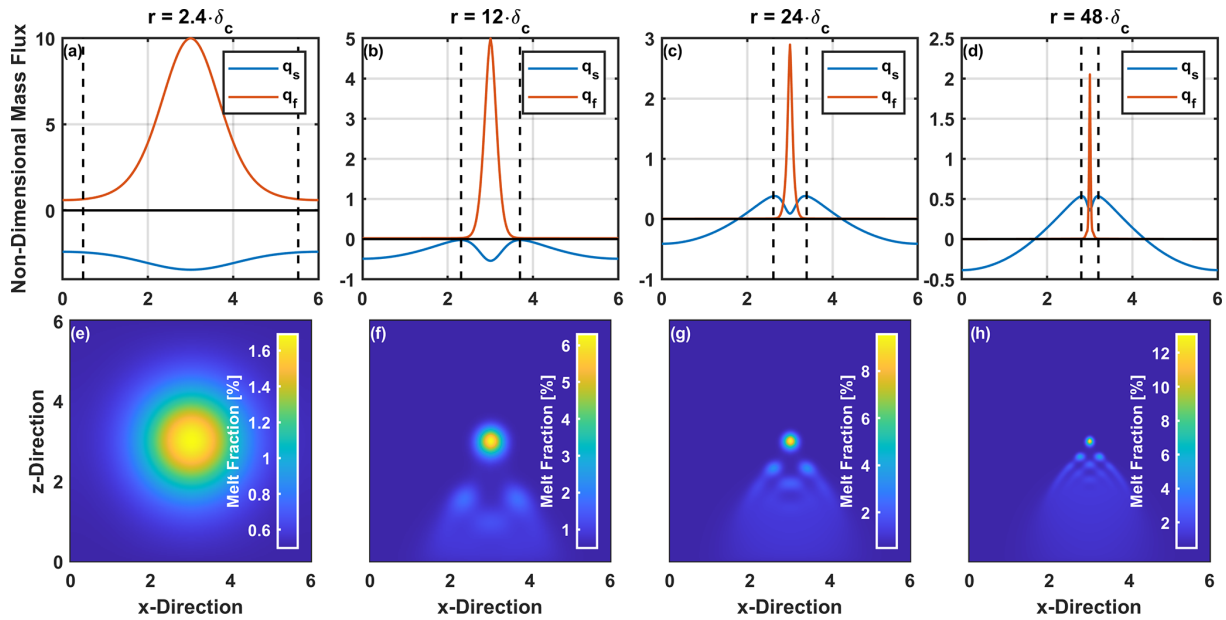 r = 2.4·δc
r = 12·δc
r = 24·δc
r = 48·δc
Non-Dimensional Mass Flux
(a)
qs
qf
10
5
0
0 2 4 6
(b)
qs
qf
5
4
3
2
1
0
-1
0 2 4 6
(c)
qs
qf
3
2
1
0
-1
0 2 4 6
(d)
qs
qf
2.5
2
1.5
1
0.5
0
-0.5
0 2 4 6
z-Direction
(e)
6
4
2
0
0 2 4 6
x-Direction
Melt Fraction [%]
1.6
1.4
1.2
1
0.8
0.6
(f)
0 2 4 6
x-Direction
Melt Fraction [%]
6
5
4
3
2
1
(g)
0 2 4 6
x-Direction
Melt Fraction [%]
8
6
4
2
(h)
0 2 4 6
x-Direction
Melt Fraction [%]
12
10
8
6
4
2